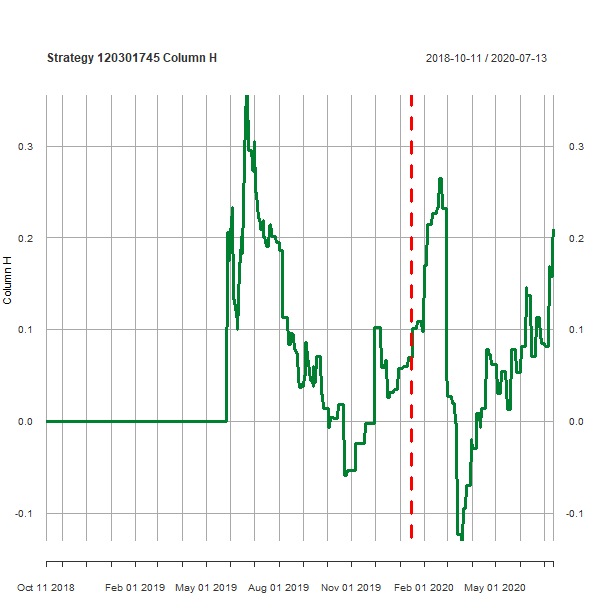 Strategy 120301745 Column H
2018-10-11 / 2020-07-13
Column H
0.3 0.3
0.2 0.2
0.1 0.1
0.0 0.0
-0.1 -0.1
Oct 11 2018 Feb 01 2019 May 01 2019 Aug 01 2019 Nov 01 2019 Feb 01 2020 May 01 2020